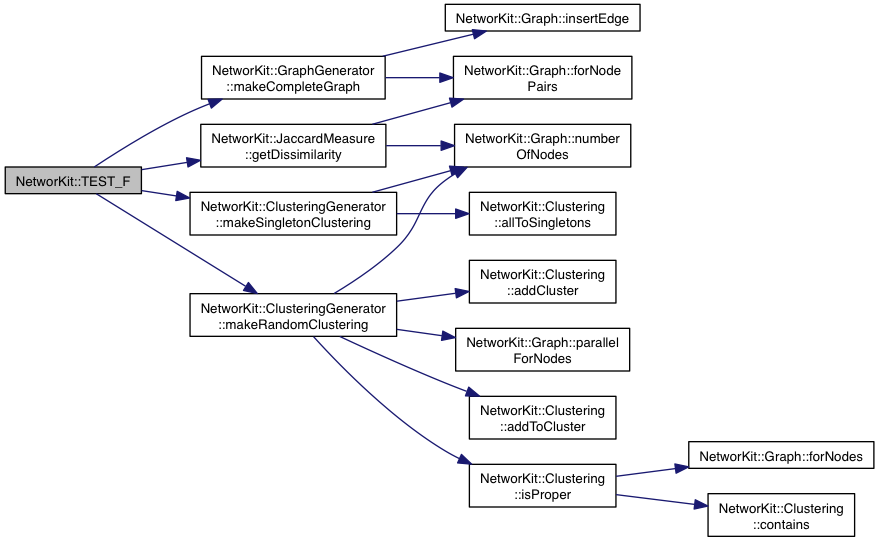 NetworKit::TEST_F
NetworKit::GraphGenerator
::makeCompleteGraph
NetworKit::JaccardMeasure
::getDissimilarity
NetworKit::ClusteringGenerator
::makeSingletonClustering
NetworKit::ClusteringGenerator
::makeRandomClustering
NetworKit::Graph::insertEdge
NetworKit::Graph::forNode
Pairs
NetworKit::Graph::number
OfNodes
NetworKit::Clustering
::allToSingletons
NetworKit::Clustering
::addCluster
NetworKit::Graph::parallel
ForNodes
NetworKit::Clustering
::addToCluster
NetworKit::Clustering
::isProper
NetworKit::Graph::forNodes
NetworKit::Clustering
::contains